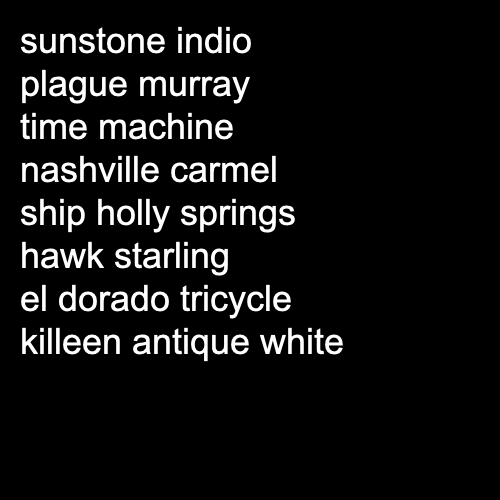 sunstone indio
plague murray
time machine
nashville carmel
ship holly springs
hawk starling
el dorado tricycle
killeen antique white